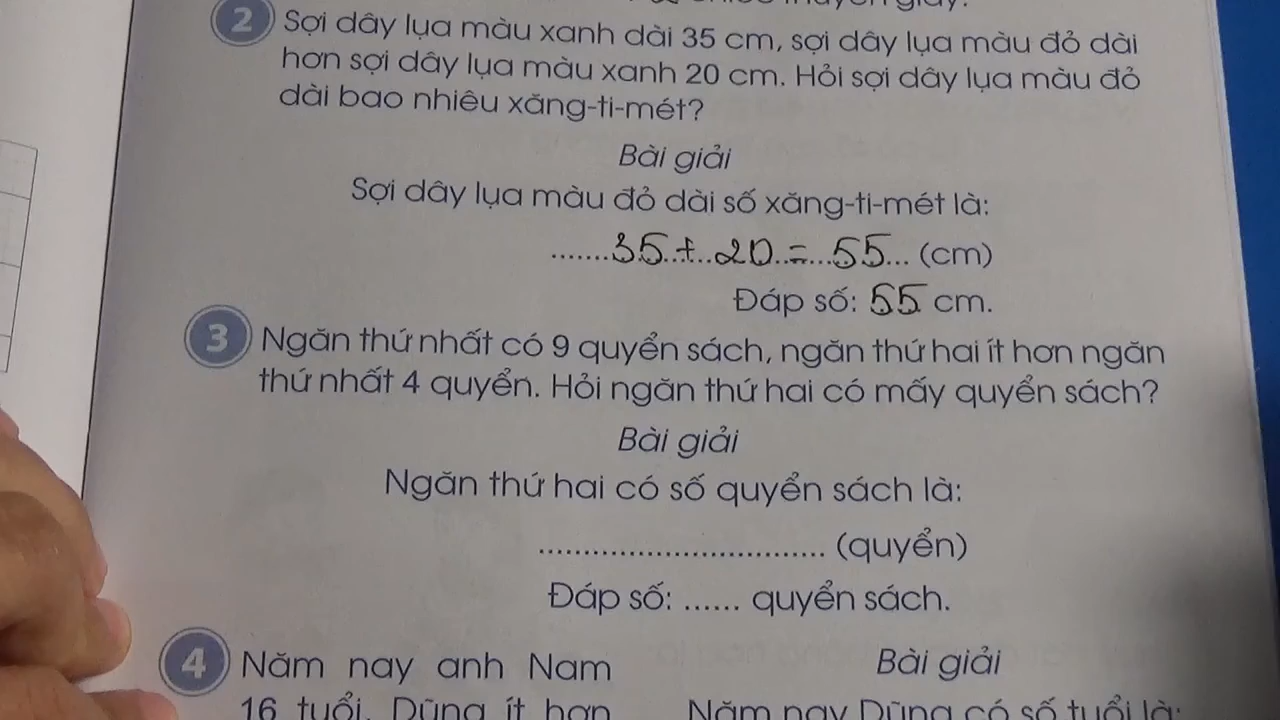 2 Sợi dây lụa màu xanh dài 35 cm, sợi dây lụa màu đỏ dài
hơn sợi dây lụa màu xanh 20 cm. Hỏi sợi dây lụa màu đỏ
dài bao nhiêu xăng-ti-mét?
Bài giải
Sợi dây lụa màu đỏ dài số xăng-ti-mét là:
.......35..+..20..=...55... (cm)
Đáp số: 55 cm.
3 Ngăn thứ nhất có 9 quyển sách, ngăn thứ hai ít hơn ngăn
thứ nhất 4 quyển. Hỏi ngăn thứ hai có mấy quyển sách?
Bài giải
Ngăn thứ hai có số quyển sách là:
................................. (quyển)
Đáp số: ...... quyển sách.
4 Năm nay anh Nam
16 tuổi, Dũng ít hơn
Bài giải
Năm nay Dũng có số tuổi là: